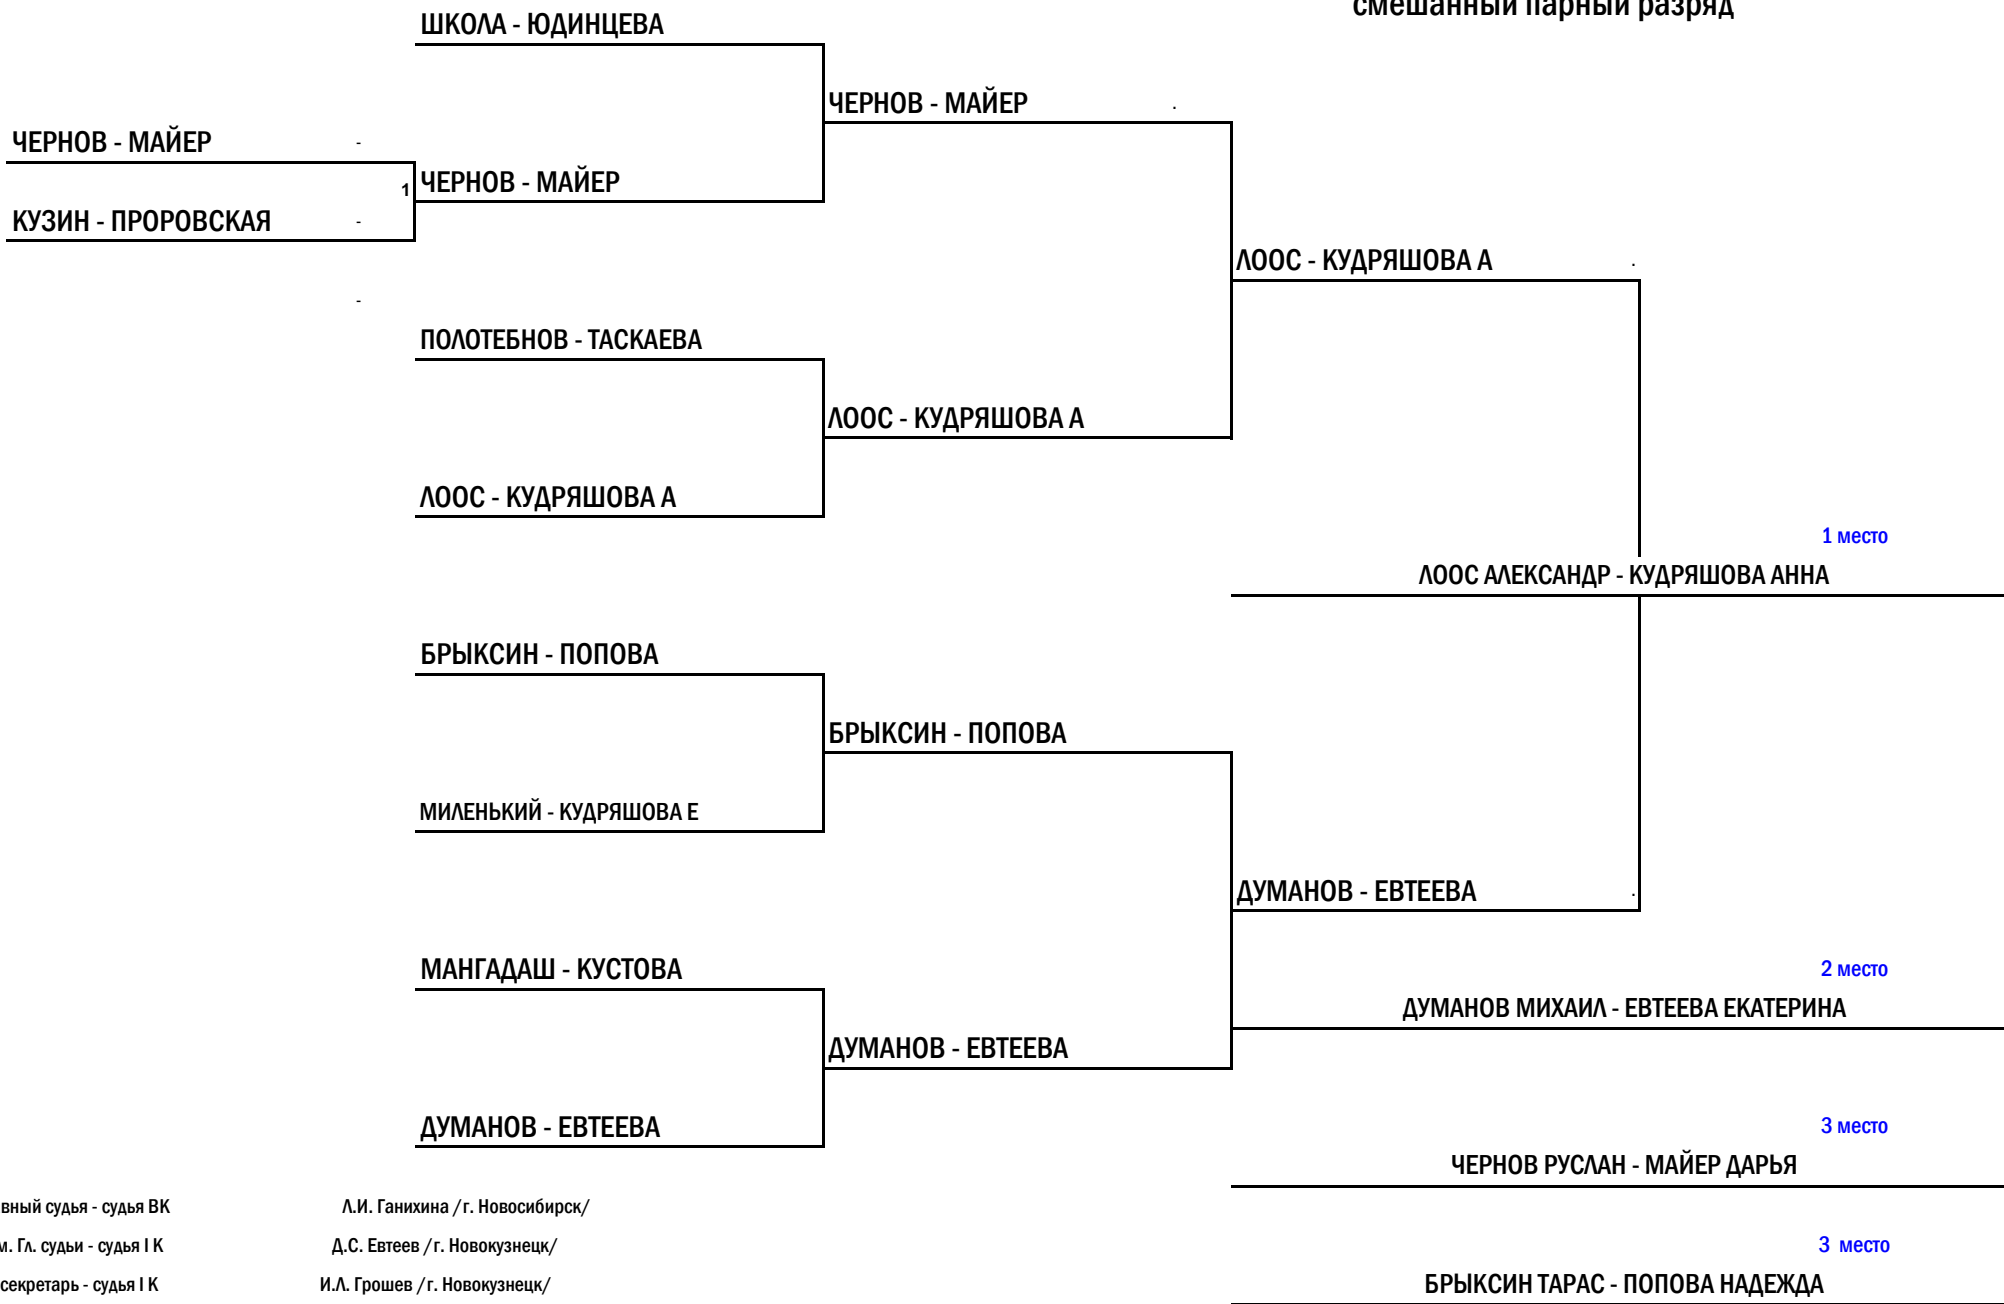 смешанный парный разряд
ШКОЛА - ЮДИНЦЕВА
ЧЕРНОВ - МАЙЕР
ЧЕРНОВ - МАЙЕР
1
ЧЕРНОВ - МАЙЕР
КУЗИН - ПРОРОВСКАЯ
ЛООС - КУДРЯШОВА А
ПОЛОТЕБНОВ - ТАСКАЕВА
ЛООС - КУДРЯШОВА А
ЛООС - КУДРЯШОВА А
1 место
ЛООС АЛЕКСАНДР - КУДРЯШОВА АННА
БРЫКСИН - ПОПОВА
БРЫКСИН - ПОПОВА
МИЛЕНЬКИЙ - КУДРЯШОВА Е
ДУМАНОВ - ЕВТЕЕВА
МАНГАДАШ - КУСТОВА
2 место
ДУМАНОВ МИХАИЛ - ЕВТЕЕВА ЕКАТЕРИНА
ДУМАНОВ - ЕВТЕЕВА
ДУМАНОВ - ЕВТЕЕВА
3 место
ЧЕРНОВ РУСЛАН - МАЙЕР ДАРЬЯ
вный судья - судья ВК Л.И. Ганихина /г. Новосибирск/
м. Гл. судьи - судья I К Д.С. Евтеев /г. Новокузнецк/
3 место
секретарь - судья I К И.Л. Грошев /г. Новокузнецк/
БРЫКСИН ТАРАС - ПОПОВА НАДЕЖДА